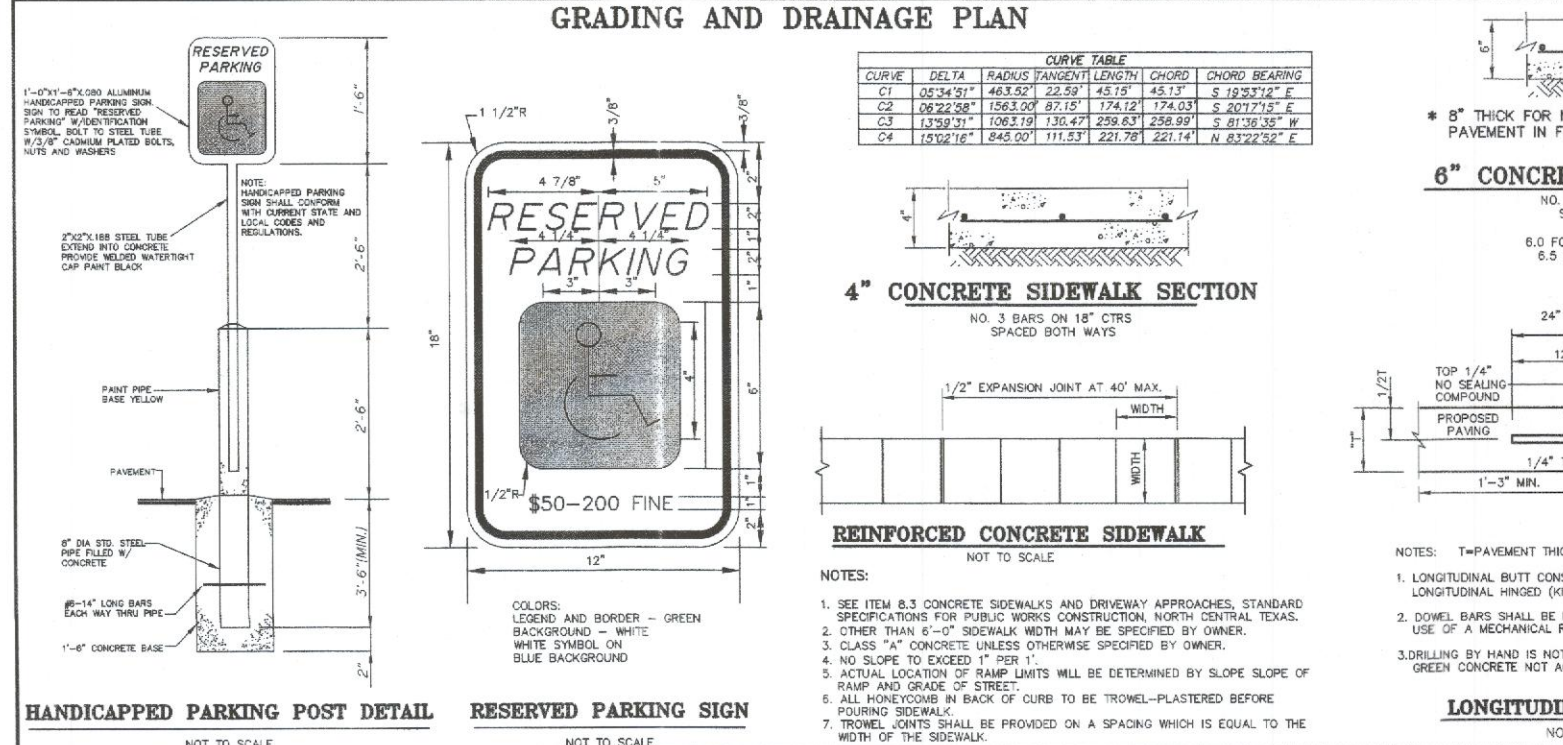 GRADING AND DRAINAGE PLAN
RESERVED
PARKING
1'-0"X1'-6"X.080 ALUMINUM
HANDICAPPED PARKING SIGN.
SIGN TO READ "RESERVED
PARKING" W/IDENTIFICATION
SYMBOL, BOLT TO STEEL TUBE
W/3/8" CADMIUM PLATED BOLTS,
NUTS AND WASHERS
1'-6"
NOTE:
HANDICAPPED PARKING
SIGN SHALL CONFORM
WITH CURRENT STATE AND
LOCAL CODES AND
REGULATIONS.
2"X2"X.188 STEEL TUBE
EXTEND INTO CONCRETE
PROVIDE WELDED WATERTIGHT
CAP PAINT BLACK
2'-6"
PAINT PIPE
BASE YELLOW
2'-6"
PAVEMENT
8" DIA STD. STEEL
PIPE FILLED W/
CONCRETE
3'-6"(MIN.)
#6-14" LONG BARS
EACH WAY THRU PIPE
1'-6" CONCRETE BASE
2"
HANDICAPPED PARKING POST DETAIL
NOT TO SCALE
1 1/2"R
3/8"
3/8"
4 7/8"
5"
RESERVED
4 1/4"
4 1/4"
PARKING
3"
3"
18"
4"
2"
2"
1"
2"
1"
6"
1"
1"
2"
1/2"R
$50-200 FINE
12"
COLORS:
LEGEND AND BORDER - GREEN
BACKGROUND - WHITE
WHITE SYMBOL ON
BLUE BACKGROUND
RESERVED PARKING SIGN
NOT TO SCALE
CURVE TABLE
CURVE DELTA RADIUS TANGENT LENGTH CHORD CHORD BEARING
C1 05°34'51" 463.52' 22.59' 45.15' 45.13' S 19°53'12" E
C2 06°22'58" 1563.00' 87.15' 174.12' 174.03' S 20°17'15" E
C3 13°59'31" 1063.19 130.47' 259.63' 258.99' S 81°36'35" W
C4 15°02'16" 845.00' 111.53' 221.78' 221.14' N 83°22'52" E
4"
4" CONCRETE SIDEWALK SECTION
NO. 3 BARS ON 18" CTRS
SPACED BOTH WAYS
1/2" EXPANSION JOINT AT 40' MAX.
WIDTH
WIDTH
REINFORCED CONCRETE SIDEWALK
NOT TO SCALE
NOTES:
1. SEE ITEM 8.3 CONCRETE SIDEWALKS AND DRIVEWAY APPROACHES, STANDARD
SPECIFICATIONS FOR PUBLIC WORKS CONSTRUCTION, NORTH CENTRAL TEXAS.
2. OTHER THAN 6'-0" SIDEWALK WIDTH MAY BE SPECIFIED BY OWNER.
3. CLASS "A" CONCRETE UNLESS OTHERWISE SPECIFIED BY OWNER.
4. NO SLOPE TO EXCEED 1" PER 1'.
5. ACTUAL LOCATION OF RAMP LIMITS WILL BE DETERMINED BY SLOPE SLOPE OF
RAMP AND GRADE OF STREET.
6. ALL HONEYCOMB IN BACK OF CURB TO BE TROWEL-PLASTERED BEFORE
POURING SIDEWALK.
7. TROWEL JOINTS SHALL BE PROVIDED ON A SPACING WHICH IS EQUAL TO THE
WIDTH OF THE SIDEWALK.
6"
* 8" THICK FOR
PAVEMENT IN
6" CONCR
NO.
6.0
6.5
24"
1/2T
TOP 1/4"
NO SEALING
COMPOUND
PROPOSED
PAVING
"T"
1/4"
1'-3" MIN.
NOTES: T=PAVEMENT
1. LONGITUDINAL BUTT
LONGITUDINAL HINGED
2. DOWEL BARS SHALL BE
USE OF A MECHANICAL
3.DRILLING BY HAND IS
GREEN CONCRETE NOT
LONGITUDI